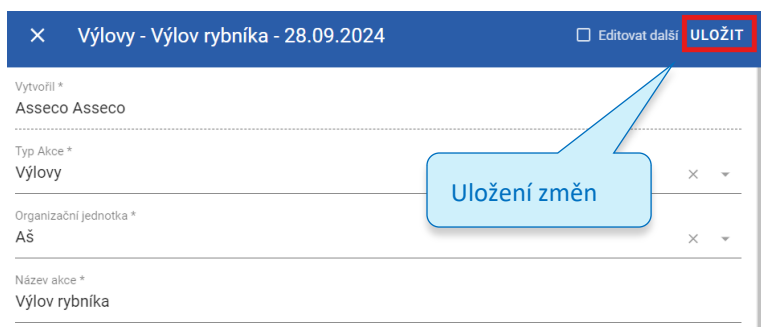 Výlovy - Výlov rybníka - 28.09.2024
Editovat další
ULOŽIT
Vytvořil *
Asseco Asseco
Typ Akce *
Výlovy
Uložení změn
Organizační jednotka *
Aš
Název akce *
Výlov rybníka